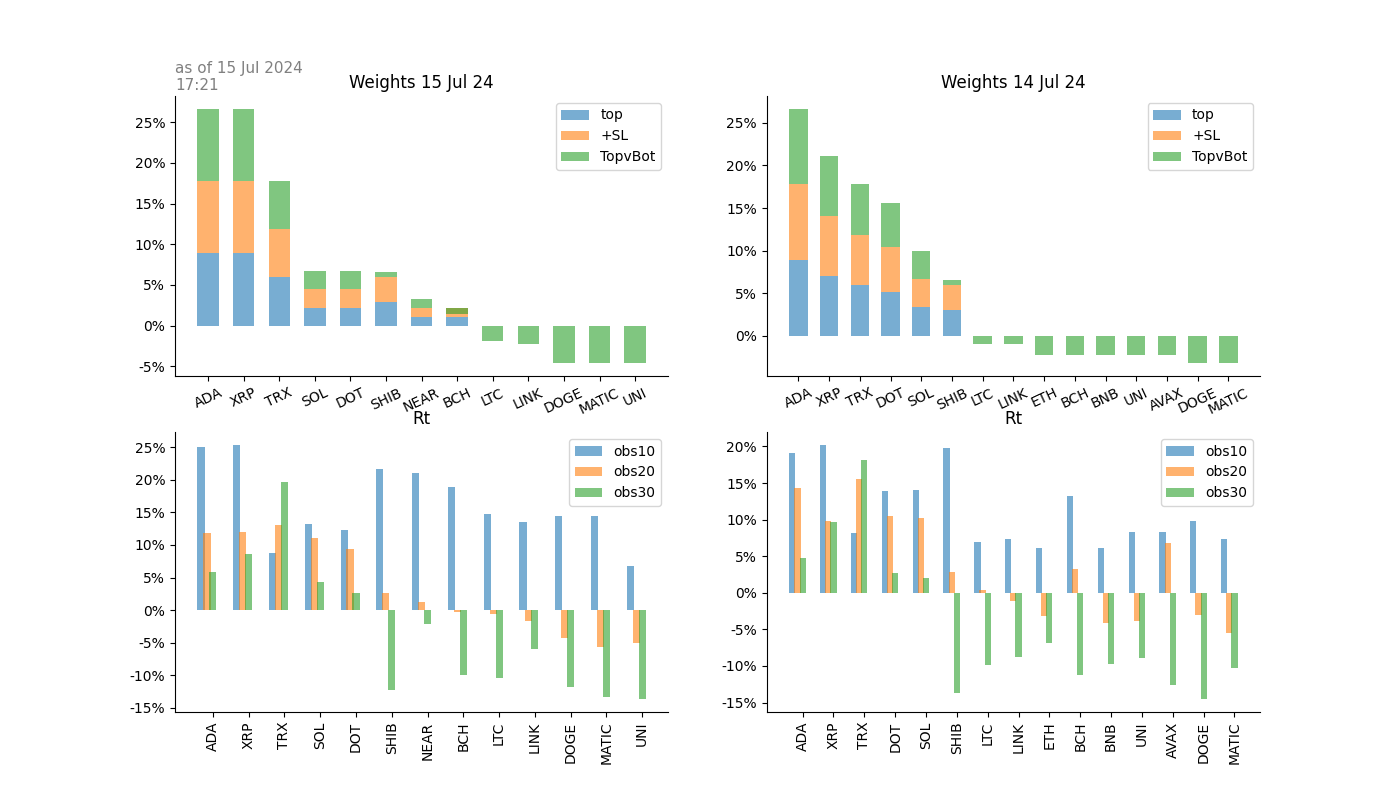 as of 15 Jul 2024
17:21
Weights 15 Jul 24
25%
20%
15%
10%
5%
0%
-5%
top
+SL
TopvBot
ADA XRP TRX SOL DOT SHIB NEAR BCH LTC LINK DOGE MATIC UNI
Weights 14 Jul 24
25%
20%
15%
10%
5%
0%
top
+SL
TopvBot
ADA XRP TRX DOT SOL SHIB LTC LINK ETH BCH BNB UNI AVAX DOGE MATIC
Rt
25%
20%
15%
10%
5%
0%
-5%
-10%
-15%
obs10
obs20
obs30
ADA XRP TRX SOL DOT SHIB NEAR BCH LTC LINK DOGE MATIC UNI
Rt
20%
15%
10%
5%
0%
-5%
-10%
-15%
obs10
obs20
obs30
ADA XRP TRX DOT SOL SHIB LTC LINK ETH BCH BNB UNI AVAX DOGE MATIC